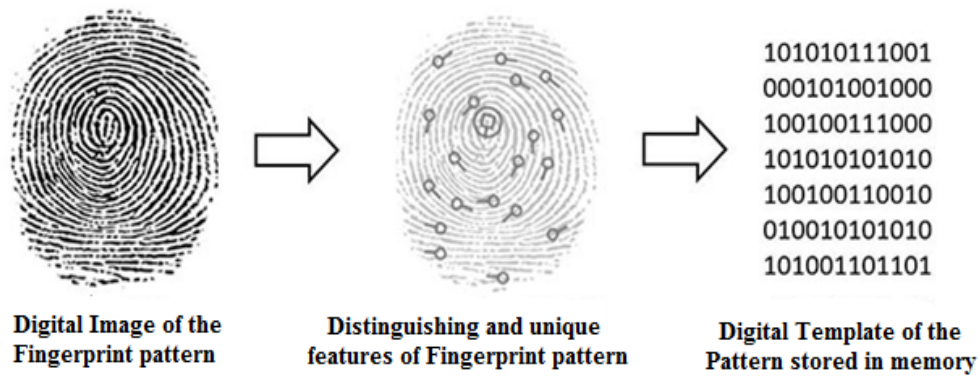 101010111001
000101001000
100100111000
101010101010
100100110010
010010101010
101001101101
Digital Image of the
Fingerprint pattern
Distinguishing and unique
features of Fingerprint pattern
Digital Template of the
Pattern stored in memory